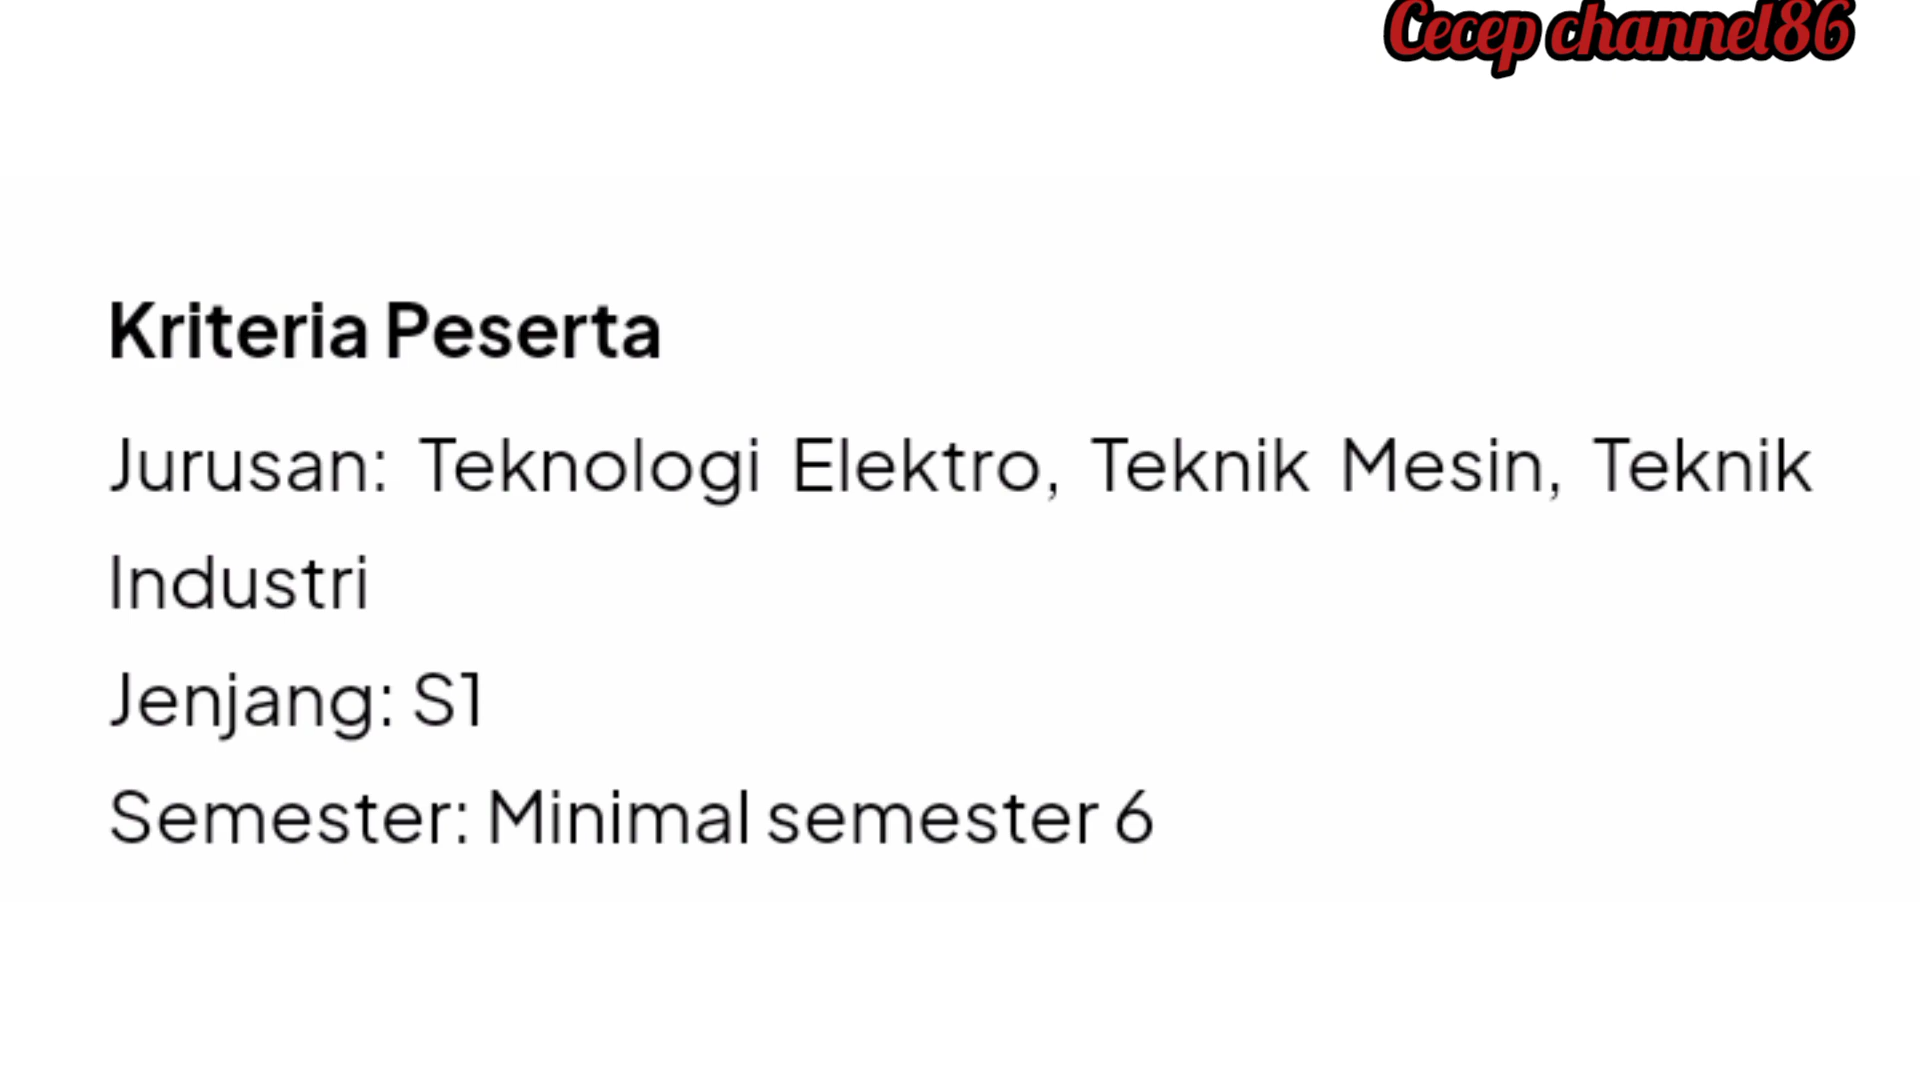 Cecep channel86
Kriteria Peserta
Jurusan: Teknologi Elektro, Teknik Mesin, Teknik
Industri
Jenjang: S1
Semester: Minimal semester 6